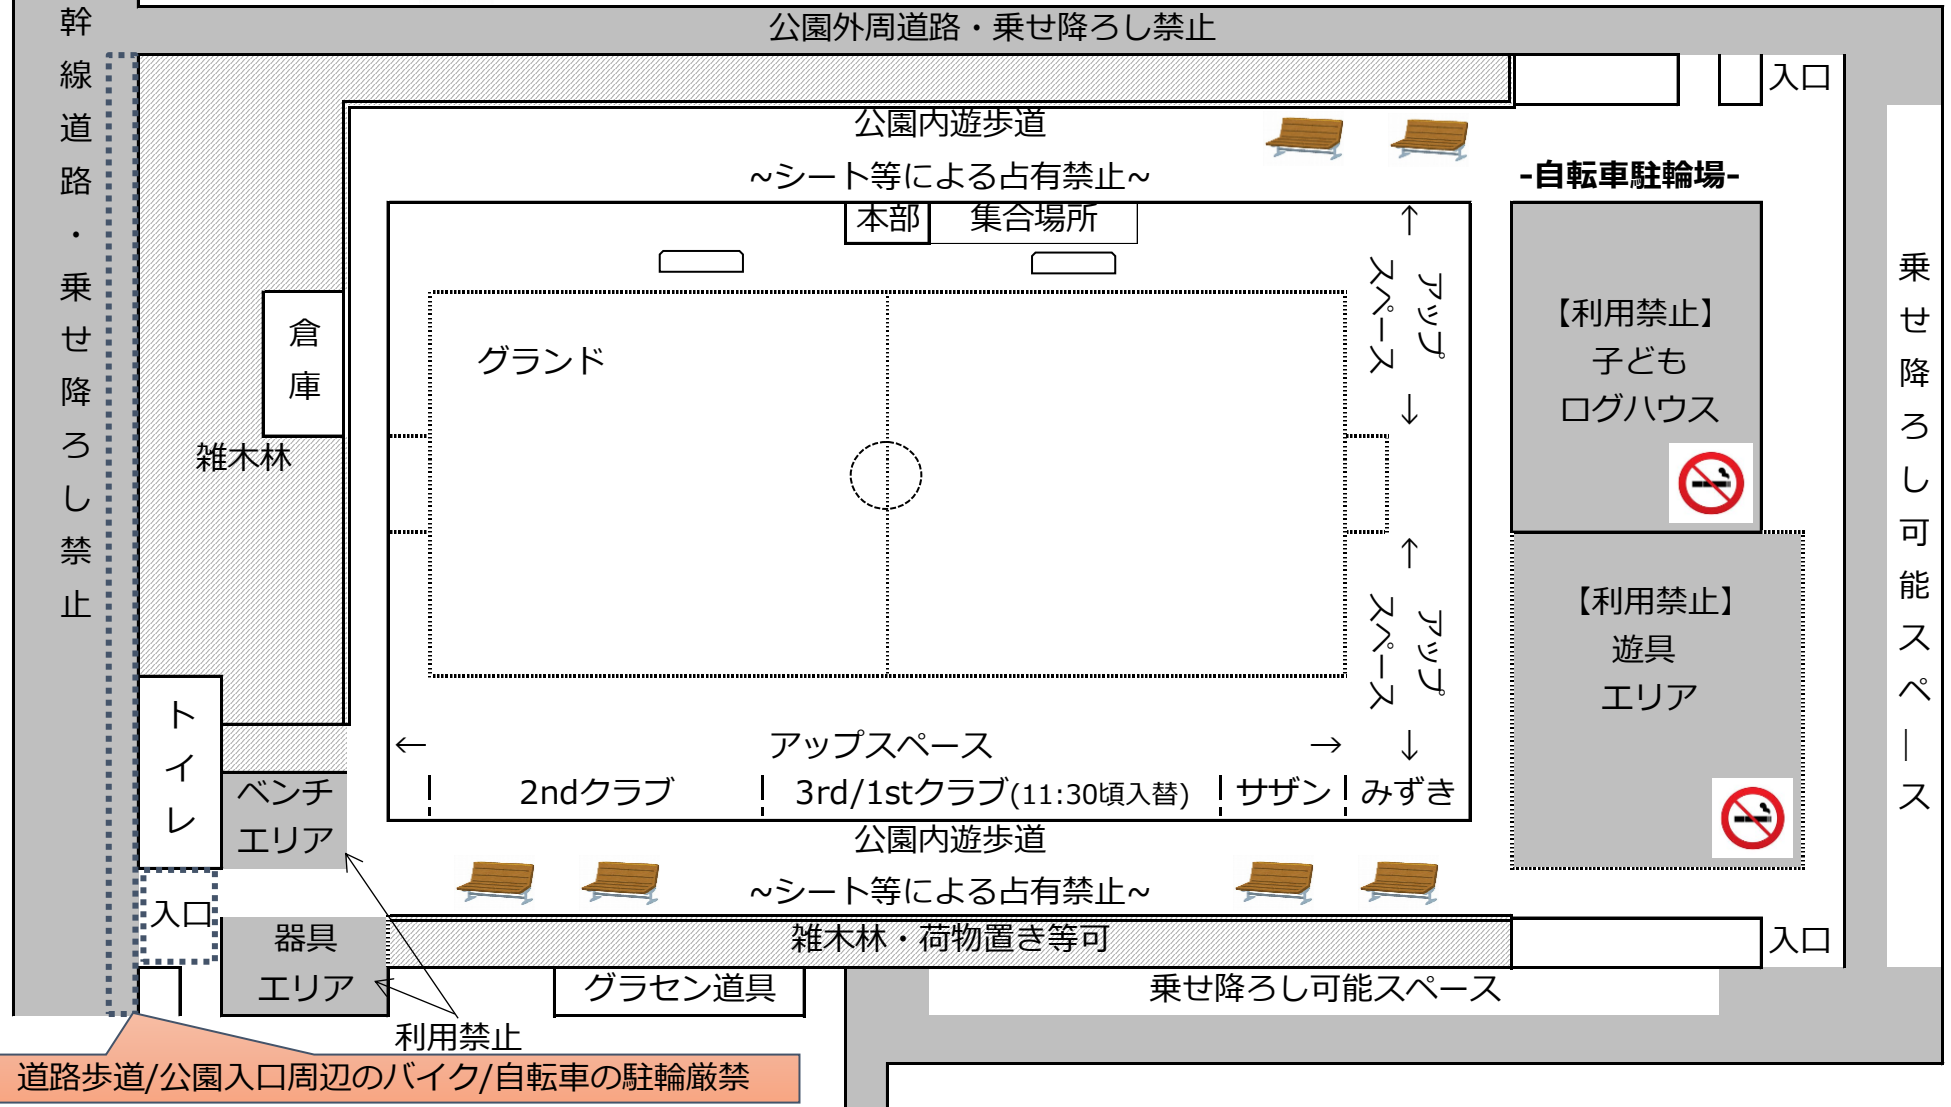 公園外周道路・乗せ降ろし禁止
幹線道路・乗せ降ろし禁止
入口
公園内遊歩道
~シート等による占有禁止~
-自転車駐輪場-
本部
集合場所
アップ
スペース
↑
↓
倉庫
グランド
【利用禁止】
子ども
ログハウス
乗せ降ろし可能スペース
雑木林
↑
アップ
スペース
↓
【利用禁止】
遊具
エリア
トイレ
← アップスペース →
ベンチ
エリア
2ndクラブ
3rd/1stクラブ(11:30頃入替)
サザン
みずき
公園内遊歩道
~シート等による占有禁止~
入口
器具
エリア
雑木林・荷物置き等可
入口
グラセン道具
乗せ降ろし可能スペース
利用禁止
道路歩道/公園入口周辺のバイク/自転車の駐輪厳禁